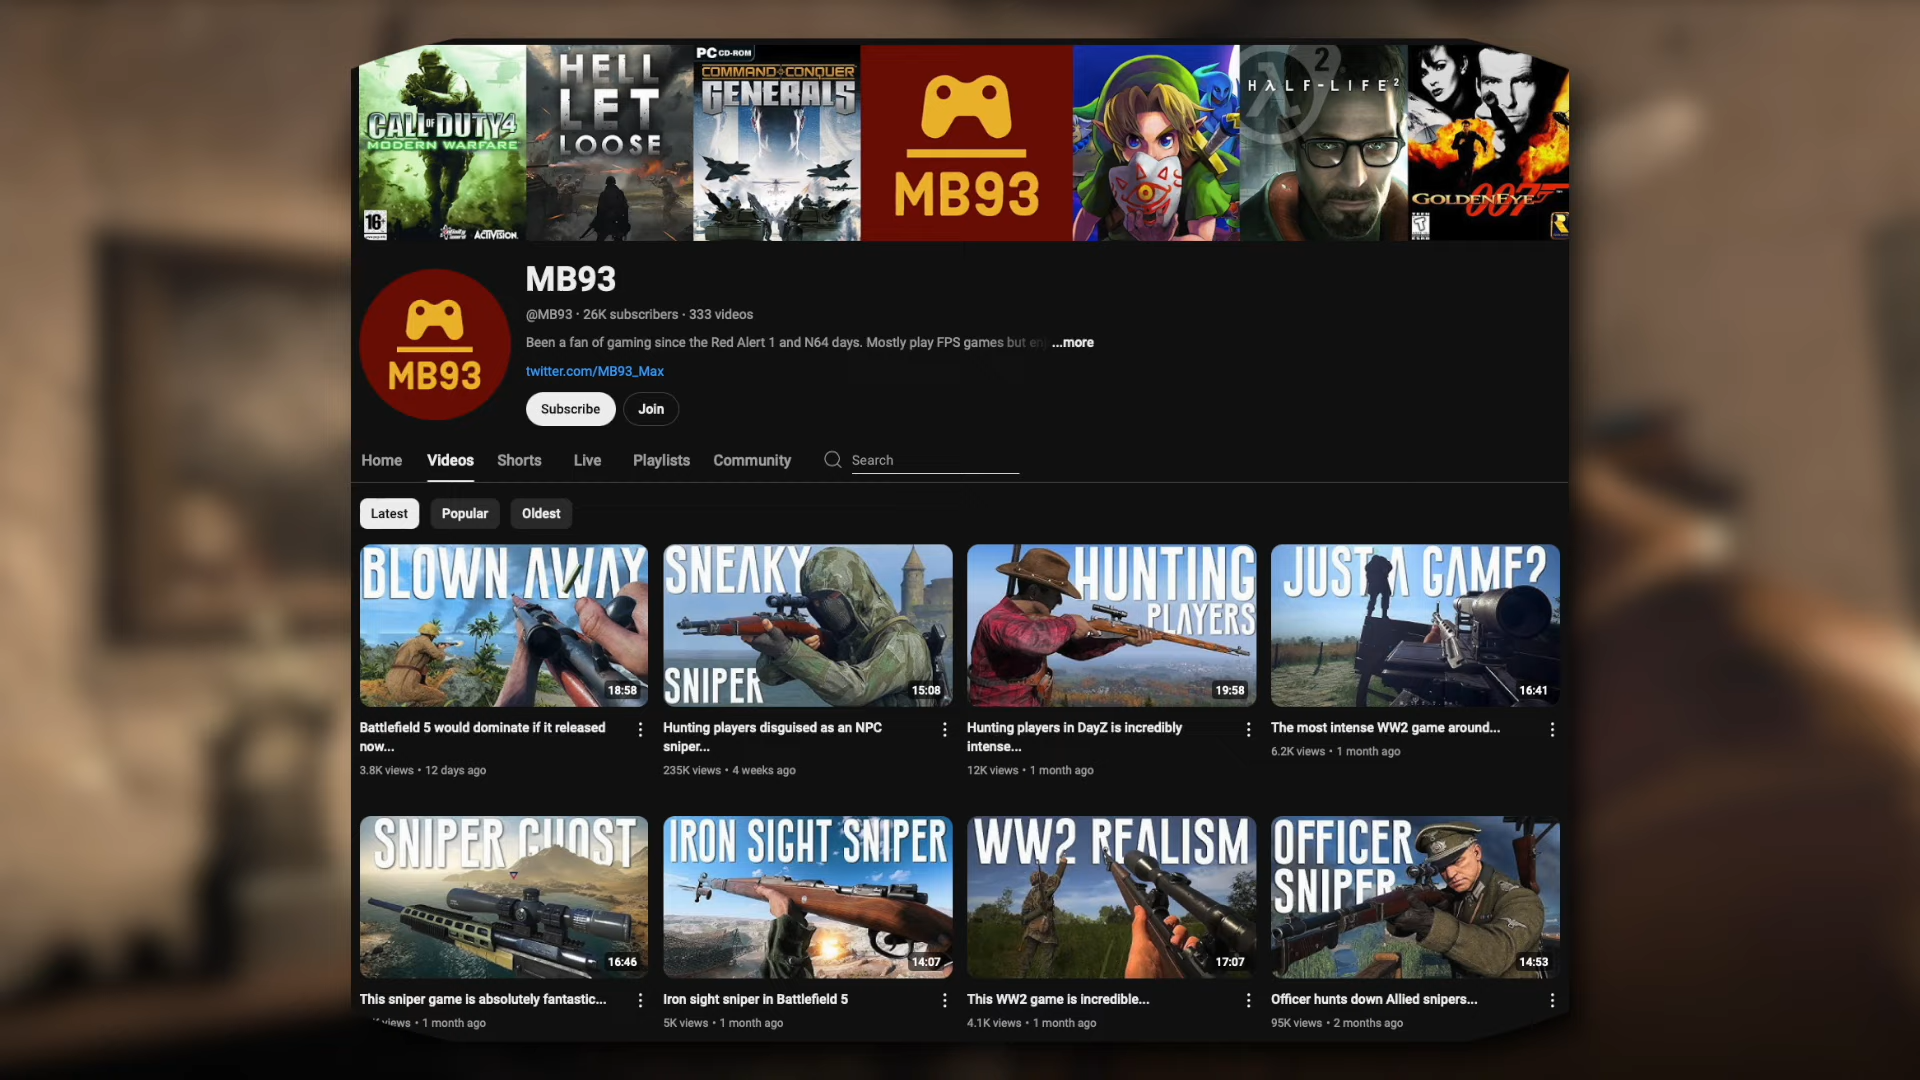 CALL OF DUTY 4
MODERN WARFARE
16+
ACTIVISION
HELL
LET
LOOSE
PC CD-ROM
COMMAND & CONQUER
GENERALS
MB93
2
HλLF-LIFE²
GOLDENEYE
007
MB93
MB93
@MB93 · 26K subscribers · 333 videos
Been a fan of gaming since the Red Alert 1 and N64 days. Mostly play FPS games but ...more
twitter.com/MB93_Max
Subscribe
Join
Home
Videos
Shorts
Live
Playlists
Community
Search
Latest
Popular
Oldest
BLOWN AWAY
18:58
SNEAKY
SNIPER
15:08
HUNTING
PLAYERS
19:58
JUST A GAME?
16:41
Battlefield 5 would dominate if it released
now...
3.8K views • 12 days ago
Hunting players disguised as an NPC
sniper...
235K views • 4 weeks ago
Hunting players in DayZ is incredibly
intense...
12K views • 1 month ago
The most intense WW2 game around...
6.2K views • 1 month ago
SNIPER GHOST
16:46
IRON SIGHT SNIPER
14:07
WW2 REALISM
17:07
OFFICER
SNIPER
14:53
This sniper game is absolutely fantastic...
views • 1 month ago
Iron sight sniper in Battlefield 5
5K views • 1 month ago
This WW2 game is incredible...
4.1K views • 1 month ago
Officer hunts down Allied snipers...
95K views • 2 months ago